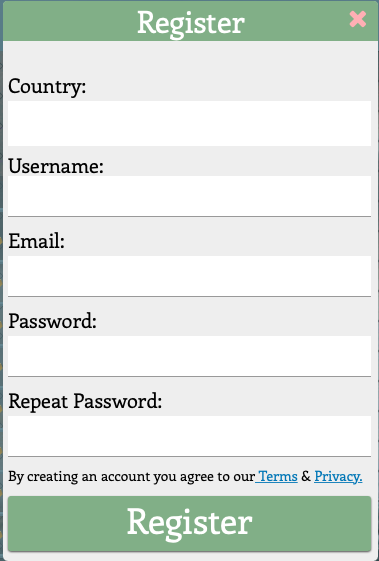 Register
Country:
Username:
Email:
Password:
Repeat Password:
By creating an account you agree to our Terms & Privacy.
Register